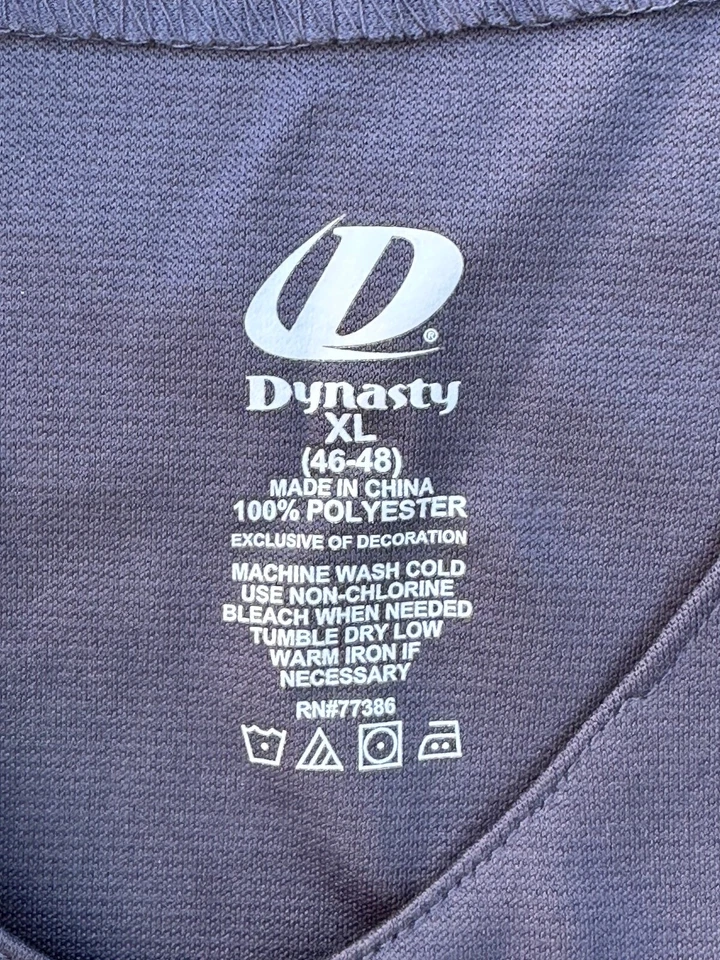 D®
Dynasty
XL
(46-48)
MADE IN CHINA
100% POLYESTER
EXCLUSIVE OF DECORATION
MACHINE WASH COLD
USE NON-CHLORINE
BLEACH WHEN NEEDED
TUMBLE DRY LOW
WARM IRON IF
NECESSARY
RN#77386